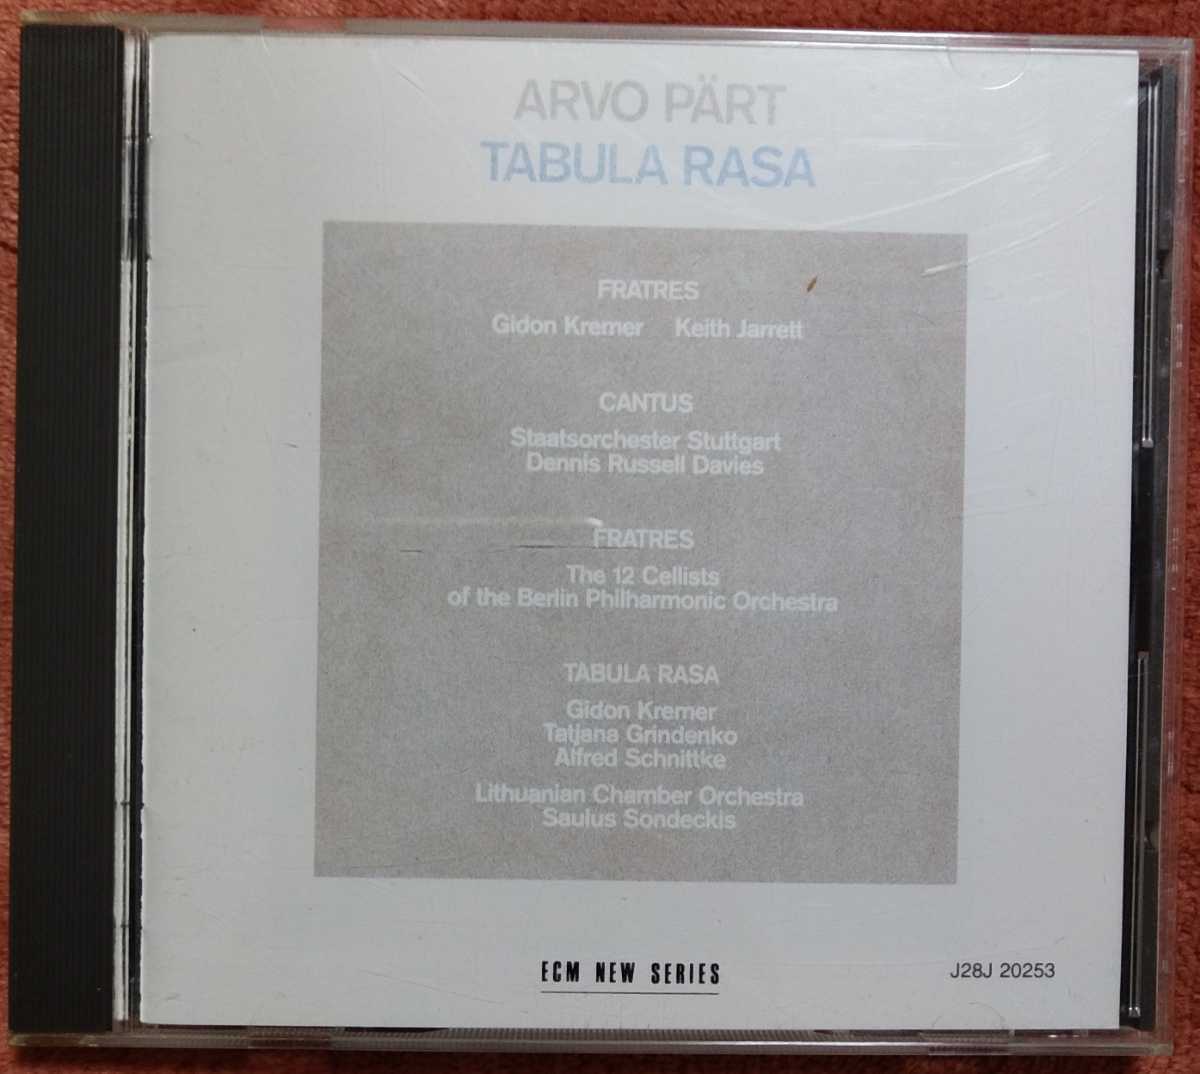 ARVO PÄRT
TABULA RASA
FRATRES
Gidon Kremer Keith Jarrett
CANTUS
Staatsorchester Stuttgart
Dennis Russell Davies
FRATRES
The 12 Cellists
of the Berlin Philharmonic Orchestra
TABULA RASA
Gidon Kremer
Tatjana Grindenko
Alfred Schnittke
Lithuanian Chamber Orchestra
Saulus Sondeckis
ECM NEW SERIES
J28J 20253